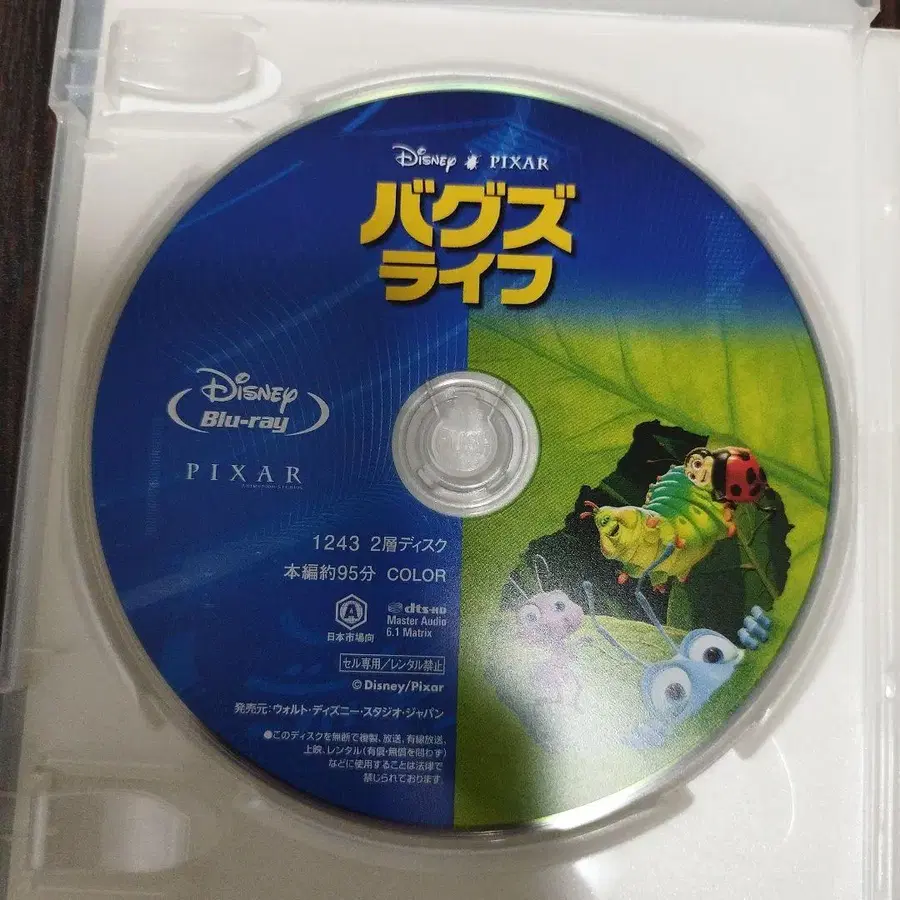 Disney PIXAR
バグズ
ライフ
Disney
Blu-ray
PIXAR
1243 2層ディスク
本編約95分 COLOR
日本市場向
dts-HD
Master Audio
6.1 Matrix
セル専用/レンタル禁止
©Disney/Pixar
発売元:ウォルト・ディズニー・スタジオ・ジャパン
●このディスクを無断で複製、放送、有線放送、
上映、レンタル(有償・無償を問わず)
などに使用することは法律で
禁じられております。